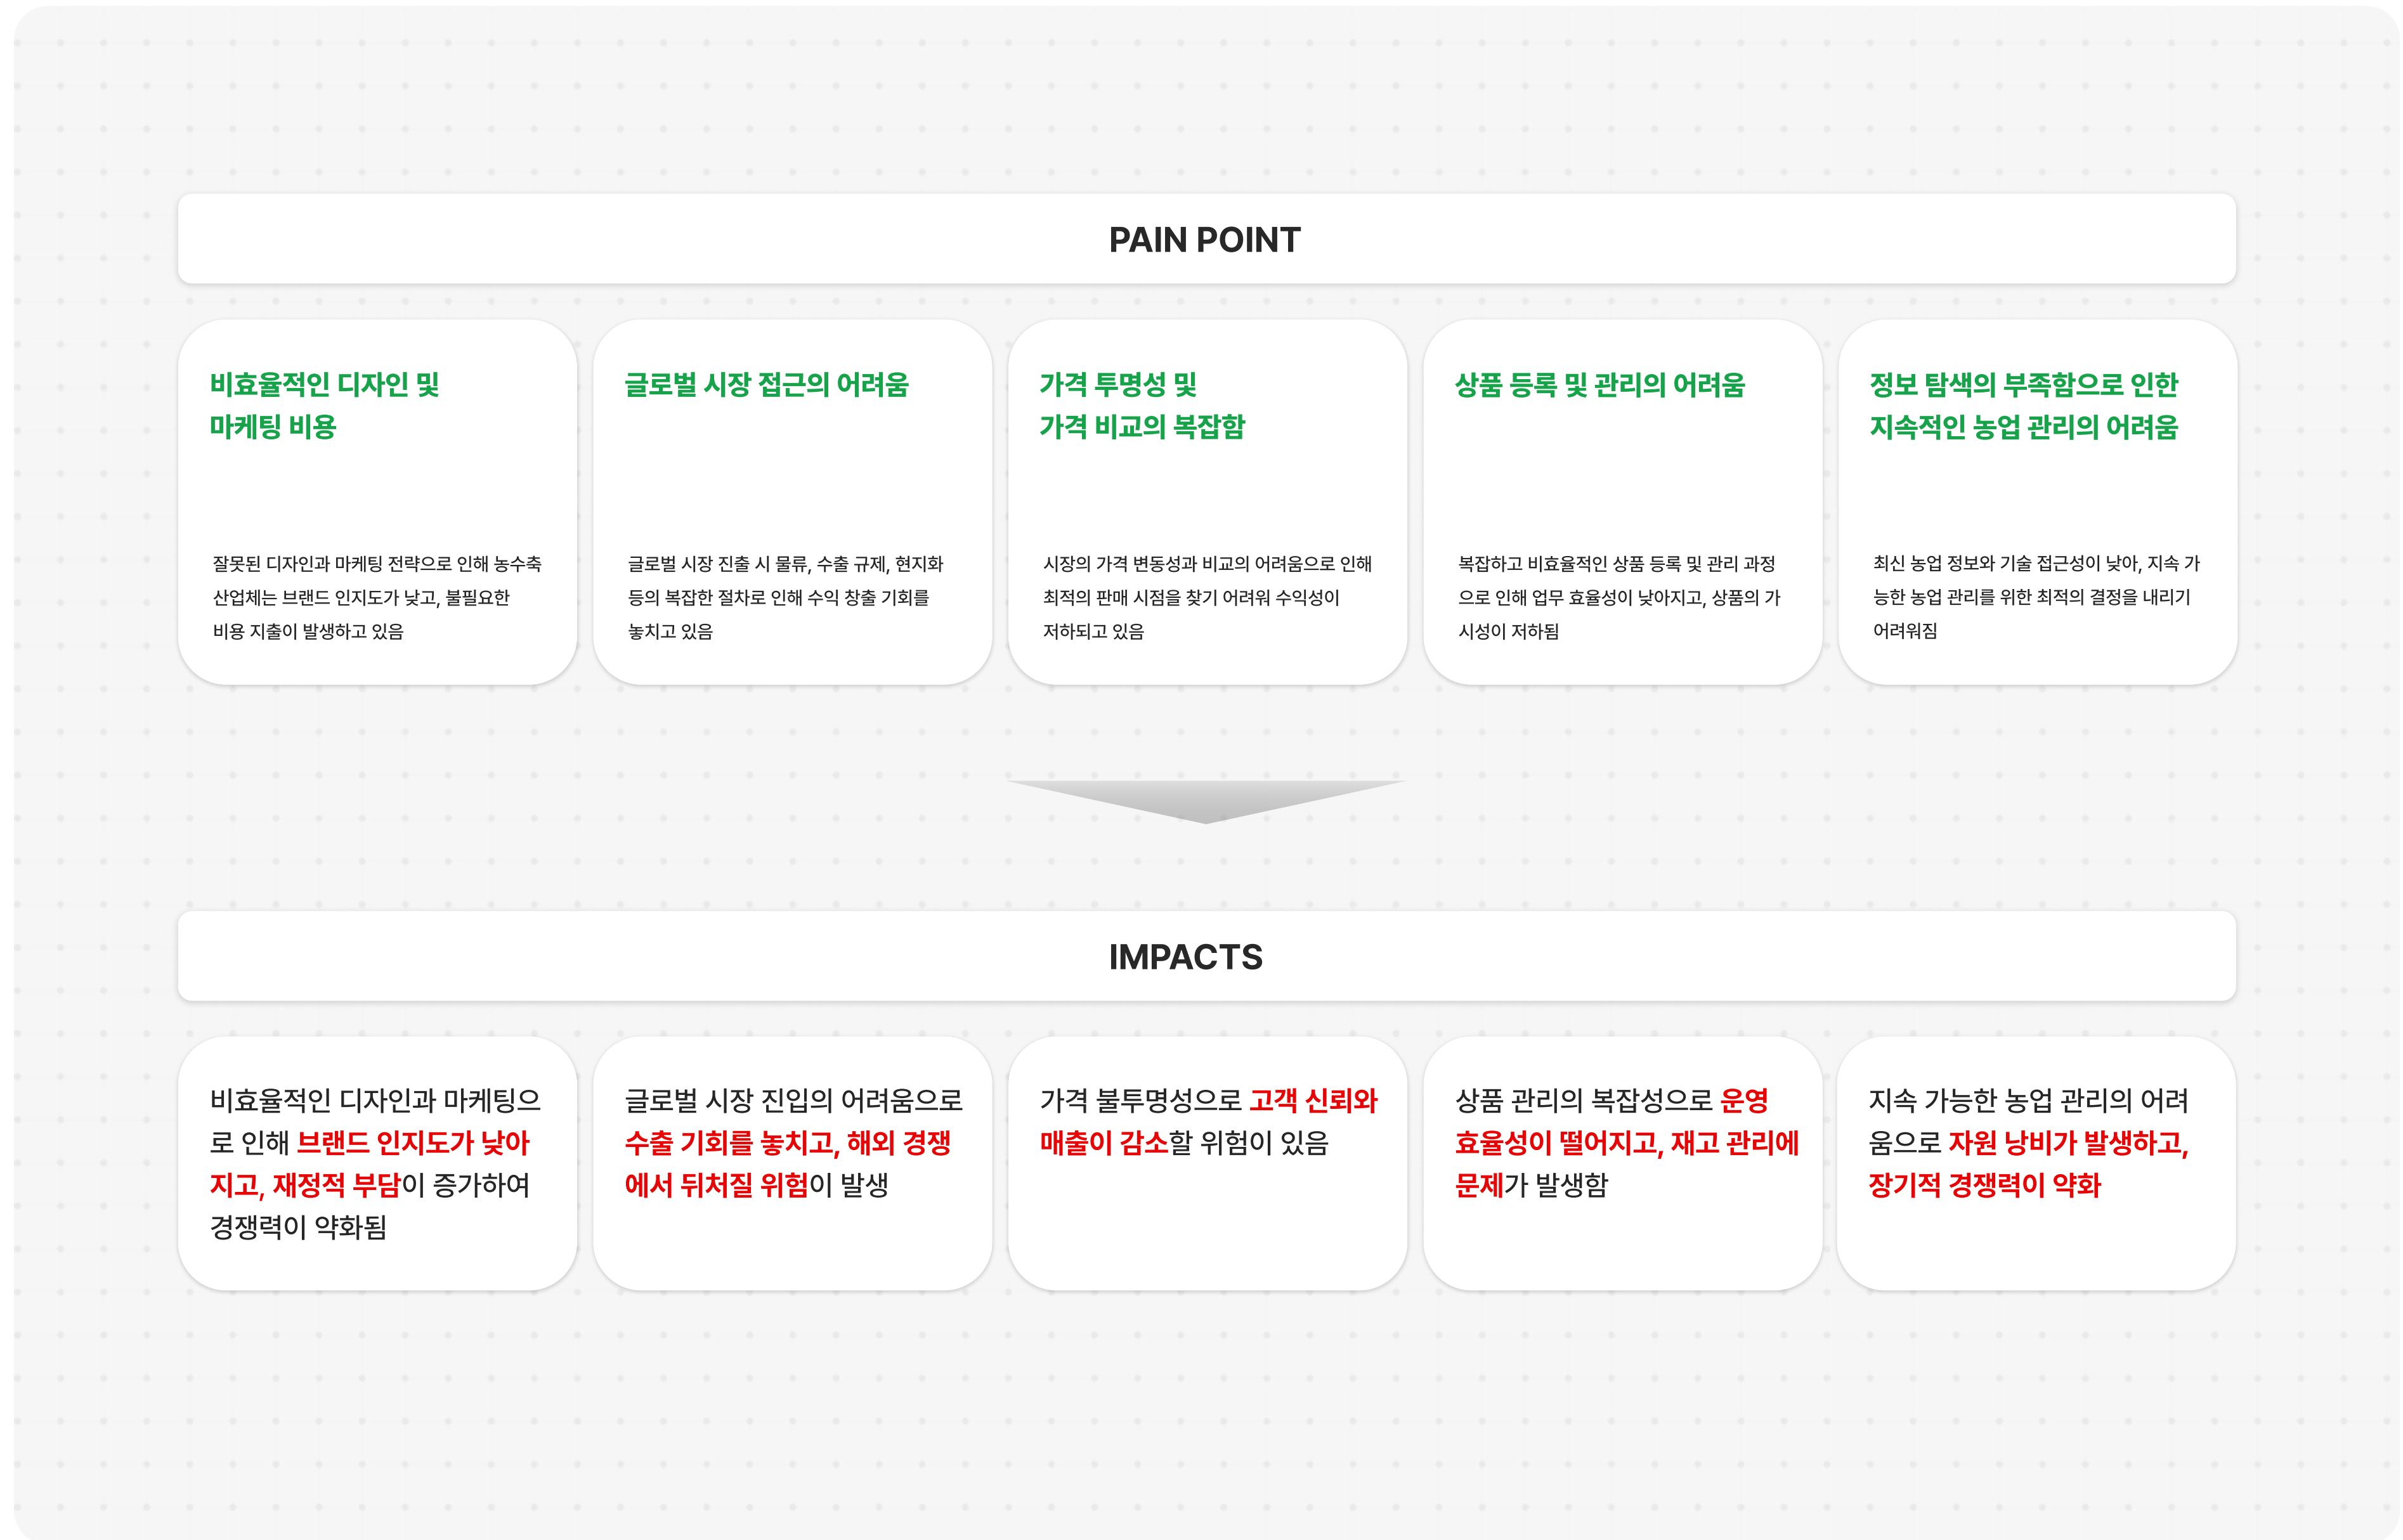 PAIN POINT
비효율적인 디자인 및
마케팅 비용
잘못된 디자인과 마케팅 전략으로 인해 농수축
산업체는 브랜드 인지도가 낮고, 불필요한
비용 지출이 발생하고 있음
글로벌 시장 접근의 어려움
글로벌 시장 진출 시 물류, 수출 규제, 현지화
등의 복잡한 절차로 인해 수익 창출 기회를
놓치고 있음
가격 투명성 및
가격 비교의 복잡함
시장의 가격 변동성과 비교의 어려움으로 인해
최적의 판매 시점을 찾기 어려워 수익성이
저하되고 있음
상품 등록 및 관리의 어려움
복잡하고 비효율적인 상품 등록 및 관리 과정
으로 인해 업무 효율성이 낮아지고, 상품의 가
시성이 저하됨
정보 탐색의 부족함으로 인한
지속적인 농업 관리의 어려움
최신 농업 정보와 기술 접근성이 낮아, 지속 가
능한 농업 관리를 위한 최적의 결정을 내리기
어려워짐
IMPACTS
비효율적인 디자인과 마케팅으
로 인해 브랜드 인지도가 낮아
지고, 재정적 부담이 증가하여
경쟁력이 약화됨
글로벌 시장 진입의 어려움으로
수출 기회를 놓치고, 해외 경쟁
에서 뒤처질 위험이 발생
가격 불투명성으로 고객 신뢰와
매출이 감소할 위험이 있음
상품 관리의 복잡성으로 운영
효율성이 떨어지고, 재고 관리에
문제가 발생함
지속 가능한 농업 관리의 어려
움으로 자원 낭비가 발생하고,
장기적 경쟁력이 약화